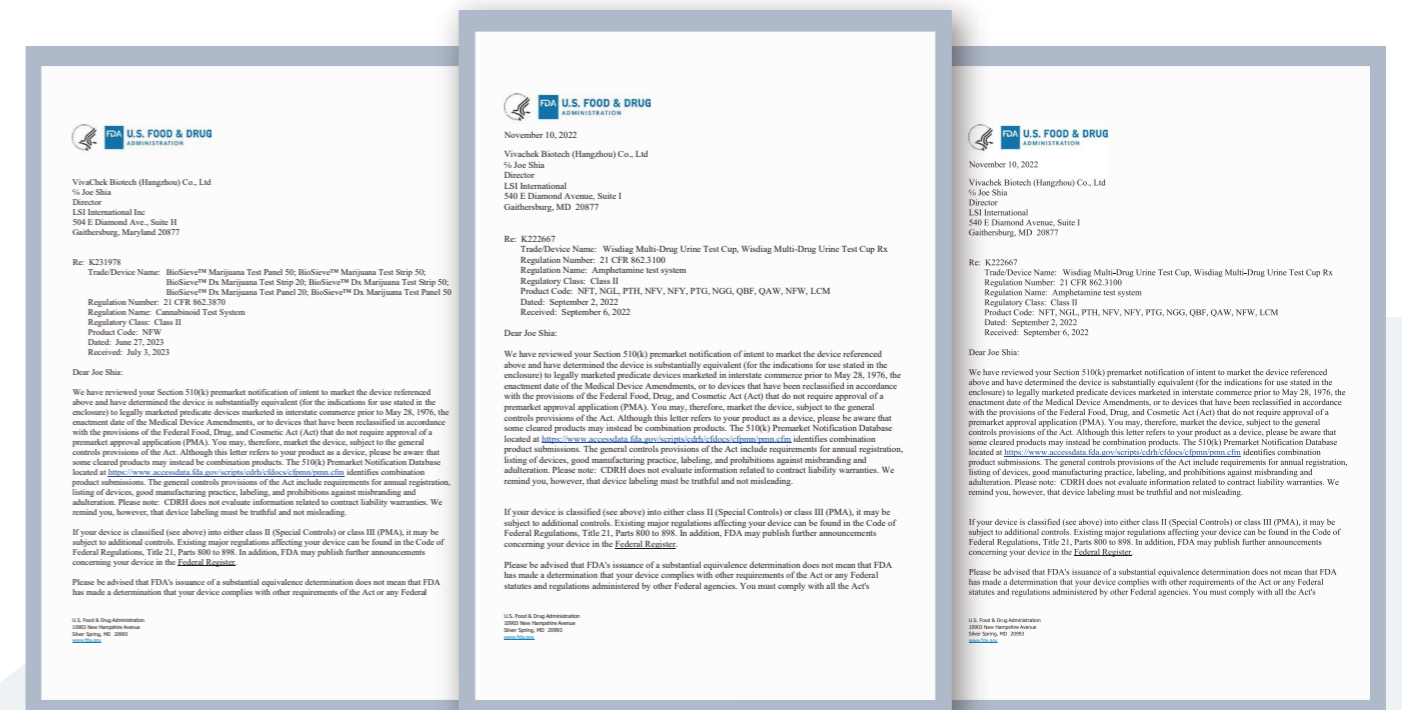 FDA U.S. FOOD & DRUG
ADMINISTRATION
VivaChek Biotech (Hangzhou) Co., Ltd
℅ Joe Shia
Director
LSI International Inc
504 E Diamond Ave., Suite H
Gaithersburg, Maryland 20877
Re: K231978
Trade/Device Name: BioSieve™ Marijuana Test Panel 50; BioSieve™ Marijuana Test Strip 50;
BioSieve™ Dx Marijuana Test Strip 20; BioSieve™ Dx Marijuana Test Strip 50;
BioSieve™ Dx Marijuana Test Panel 20; BioSieve™ Dx Marijuana Test Panel 50
Regulation Number: 21 CFR 862.3870
Regulation Name: Cannabinoid Test System
Regulatory Class: Class II
Product Code: NFW
Dated: June 27, 2023
Received: July 3, 2023
Dear Joe Shia:
We have reviewed your Section 510(k) premarket notification of intent to market the device referenced
above and have determined the device is substantially equivalent (for the indications for use stated in the
enclosure) to legally marketed predicate devices marketed in interstate commerce prior to May 28, 1976, the
enactment date of the Medical Device Amendments, or to devices that have been reclassified in accordance
with the provisions of the Federal Food, Drug, and Cosmetic Act (Act) that do not require approval of a
premarket approval application (PMA). You may, therefore, market the device, subject to the general
controls provisions of the Act. Although this letter refers to your product as a device, please be aware that
some cleared products may instead be combination products. The 510(k) Premarket Notification Database
located at https://www.accessdata.fda.gov/scripts/cdrh/cfdocs/cfpmn/pmn.cfm identifies combination
product submissions. The general controls provisions of the Act include requirements for annual registration,
listing of devices, good manufacturing practice, labeling, and prohibitions against misbranding and
adulteration. Please note: CDRH does not evaluate information related to contract liability warranties. We
remind you, however, that device labeling must be truthful and not misleading.
If your device is classified (see above) into either class II (Special Controls) or class III (PMA), it may be
subject to additional controls. Existing major regulations affecting your device can be found in the Code of
Federal Regulations, Title 21, Parts 800 to 898. In addition, FDA may publish further announcements
concerning your device in the Federal Register.
Please be advised that FDA's issuance of a substantial equivalence determination does not mean that FDA
has made a determination that your device complies with other requirements of the Act or any Federal
U.S. Food & Drug Administration
10903 New Hampshire Avenue
Silver Spring, MD 20993
www.fda.gov
FDA U.S. FOOD & DRUG
ADMINISTRATION
November 10, 2022
Vivachek Biotech (Hangzhou) Co., Ltd
℅ Joe Shia
Director
LSI International
540 E Diamond Avenue, Suite I
Gaithersburg, MD 20877
Re: K222667
Trade/Device Name: Wisdiag Multi-Drug Urine Test Cup, Wisdiag Multi-Drug Urine Test Cup Rx
Regulation Number: 21 CFR 862.3100
Regulation Name: Amphetamine test system
Regulatory Class: Class II
Product Code: NFT, NGL, PTH, NFV, NFY, PTG, NGG, QBF, QAW, NFW, LCM
Dated: September 2, 2022
Received: September 6, 2022
Dear Joe Shia:
We have reviewed your Section 510(k) premarket notification of intent to market the device referenced
above and have determined the device is substantially equivalent (for the indications for use stated in the
enclosure) to legally marketed predicate devices marketed in interstate commerce prior to May 28, 1976, the
enactment date of the Medical Device Amendments, or to devices that have been reclassified in accordance
with the provisions of the Federal Food, Drug, and Cosmetic Act (Act) that do not require approval of a
premarket approval application (PMA). You may, therefore, market the device, subject to the general
controls provisions of the Act. Although this letter refers to your product as a device, please be aware that
some cleared products may instead be combination products. The 510(k) Premarket Notification Database
located at https://www.accessdata.fda.gov/scripts/cdrh/cfdocs/cfpmn/pmn.cfm identifies combination
product submissions. The general controls provisions of the Act include requirements for annual registration,
listing of devices, good manufacturing practice, labeling, and prohibitions against misbranding and
adulteration. Please note: CDRH does not evaluate information related to contract liability warranties. We
remind you, however, that device labeling must be truthful and not misleading.
If your device is classified (see above) into either class II (Special Controls) or class III (PMA), it may be
subject to additional controls. Existing major regulations affecting your device can be found in the Code of
Federal Regulations, Title 21, Parts 800 to 898. In addition, FDA may publish further announcements
concerning your device in the Federal Register.
Please be advised that FDA's issuance of a substantial equivalence determination does not mean that FDA
has made a determination that your device complies with other requirements of the Act or any Federal
statutes and regulations administered by other Federal agencies. You must comply with all the Act's
U.S. Food & Drug Administration
10903 New Hampshire Avenue
Silver Spring, MD 20993
www.fda.gov
FDA U.S. FOOD & DRUG
ADMINISTRATION
November 10, 2022
Vivachek Biotech (Hangzhou) Co., Ltd
℅ Joe Shia
Director
LSI International
540 E Diamond Avenue, Suite I
Gaithersburg, MD 20877
Re: K222667
Trade/Device Name: Wisdiag Multi-Drug Urine Test Cup, Wisdiag Multi-Drug Urine Test Cup Rx
Regulation Number: 21 CFR 862.3100
Regulation Name: Amphetamine test system
Regulatory Class: Class II
Product Code: NFT, NGL, PTH, NFV, NFY, PTG, NGG, QBF, QAW, NFW, LCM
Dated: September 2, 2022
Received: September 6, 2022
Dear Joe Shia:
We have reviewed your Section 510(k) premarket notification of intent to market the device referenced
above and have determined the device is substantially equivalent (for the indications for use stated in the
enclosure) to legally marketed predicate devices marketed in interstate commerce prior to May 28, 1976, the
enactment date of the Medical Device Amendments, or to devices that have been reclassified in accordance
with the provisions of the Federal Food, Drug, and Cosmetic Act (Act) that do not require approval of a
premarket approval application (PMA). You may, therefore, market the device, subject to the general
controls provisions of the Act. Although this letter refers to your product as a device, please be aware that
some cleared products may instead be combination products. The 510(k) Premarket Notification Database
located at https://www.accessdata.fda.gov/scripts/cdrh/cfdocs/cfpmn/pmn.cfm identifies combination
product submissions. The general controls provisions of the Act include requirements for annual registration,
listing of devices, good manufacturing practice, labeling, and prohibitions against misbranding and
adulteration. Please note: CDRH does not evaluate information related to contract liability warranties. We
remind you, however, that device labeling must be truthful and not misleading.
If your device is classified (see above) into either class II (Special Controls) or class III (PMA), it may be
subject to additional controls. Existing major regulations affecting your device can be found in the Code of
Federal Regulations, Title 21, Parts 800 to 898. In addition, FDA may publish further announcements
concerning your device in the Federal Register.
Please be advised that FDA's issuance of a substantial equivalence determination does not mean that FDA
has made a determination that your device complies with other requirements of the Act or any Federal
statutes and regulations administered by other Federal agencies. You must comply with all the Act's
U.S. Food & Drug Administration
10903 New Hampshire Avenue
Silver Spring, MD 20993
www.fda.gov